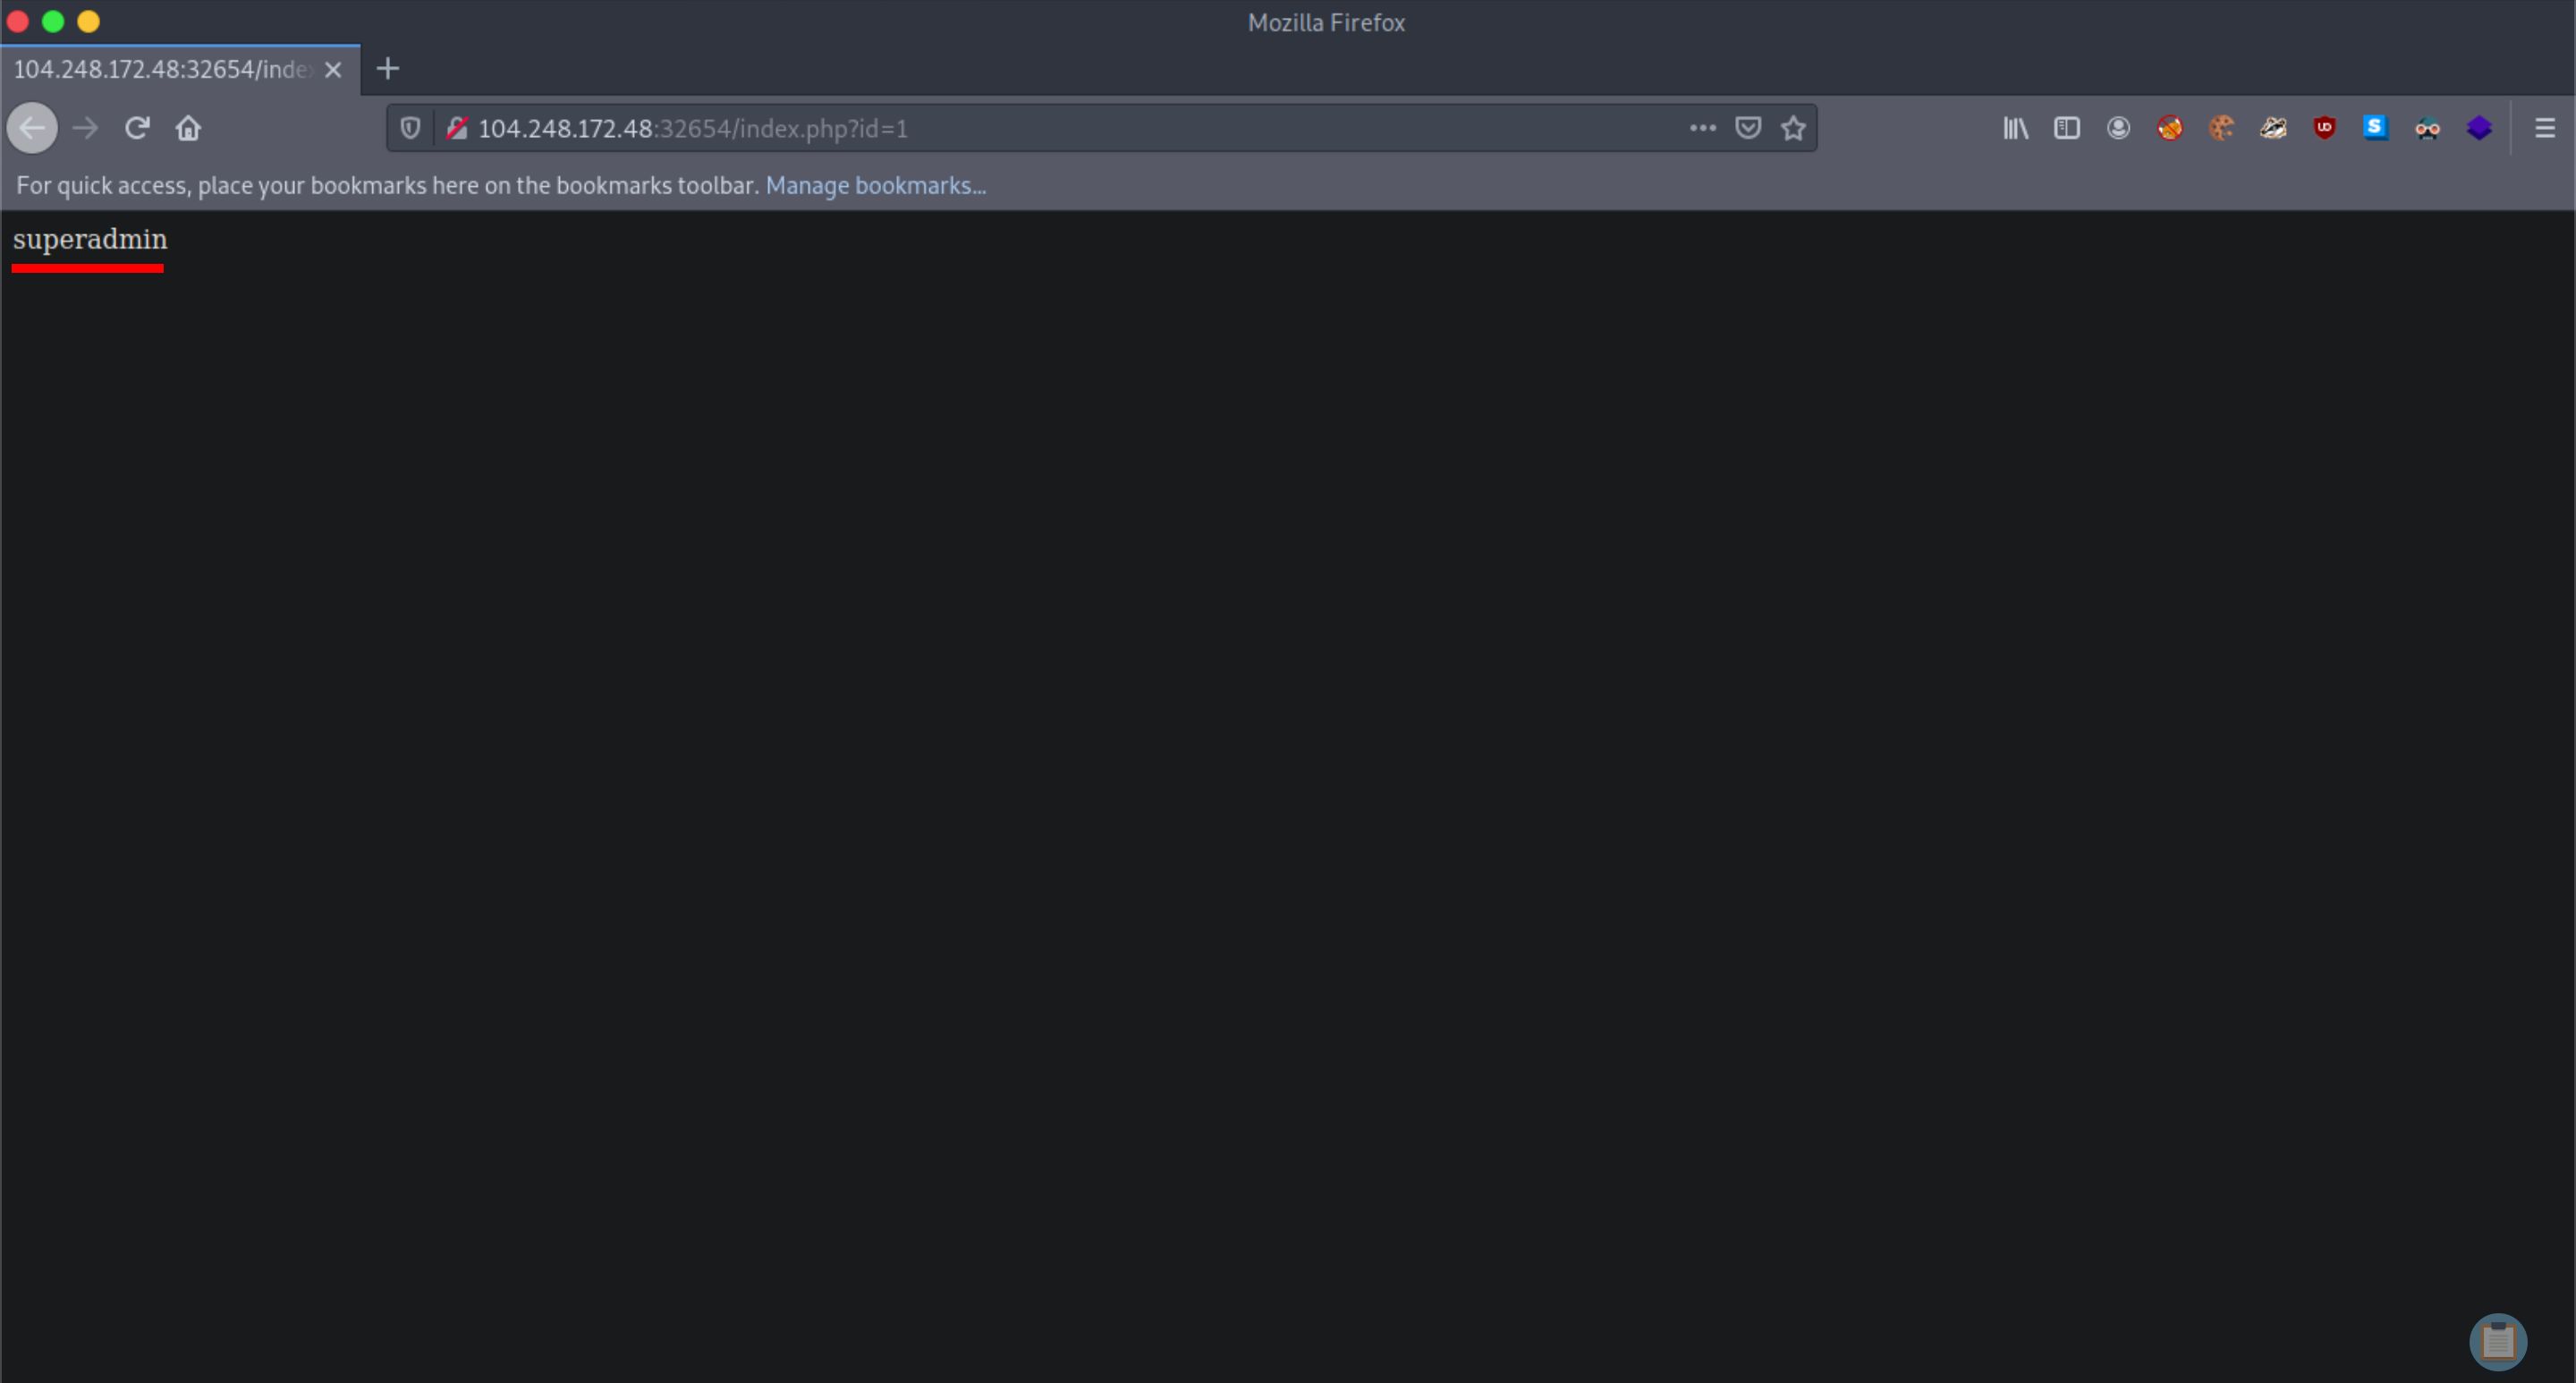 Mozilla Firefox
104.248.172.48:32654/inde
104.248.172.48:32654/index.php?id=1
For quick access, place your bookmarks here on the bookmarks toolbar. Manage bookmarks...
superadmin